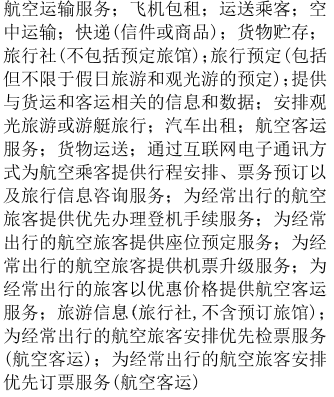 航空运输服务；飞机包租；运送乘客；空
中运输；快递(信件或商品)；货物贮存；
旅行社(不包括预定旅馆)；旅行预定(包括
但不限于假日旅游和观光游的预定)；提供
与货运和客运相关的信息和数据；安排观
光旅游或游艇旅行；汽车出租；航空客运
服务；货物运送；通过互联网电子通讯方
式为航空乘客提供行程安排、票务预订以
及旅行信息咨询服务；为经常出行的航空
旅客提供优先办理登机手续服务；为经常
出行的航空旅客提供座位预定服务；为经
常出行的航空旅客提供机票升级服务；为
经常出行的旅客以优惠价格提供航空客运
服务；旅游信息(旅行社,不含预订旅馆)；
为经常出行的航空旅客安排优先检票服务
(航空客运)；为经常出行的航空旅客安排
优先订票服务(航空客运)